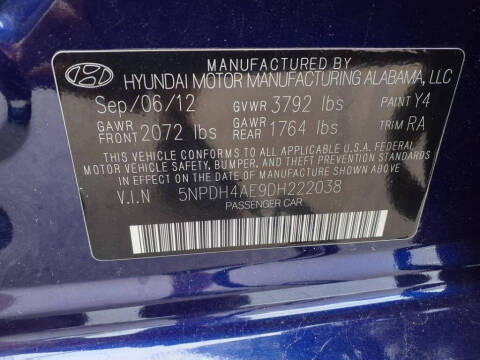 MANUFACTURED BY
HYUNDAI MOTOR MANUFACTURING ALABAMA, LLC
Sep/06/12 GVWR 3792 lbs PAINT Y4
GAWR FRONT 2072 lbs GAWR REAR 1764 lbs TRIM RA
THIS VEHICLE CONFORMS TO ALL APPLICABLE U.S.A. FEDERAL
MOTOR VEHICLE SAFETY, BUMPER, AND THEFT PREVENTION STANDARDS
IN EFFECT ON THE DATE OF MANUFACTURE SHOWN ABOVE.
V.I.N 5NPDH4AE9DH222038
PASSENGER CAR